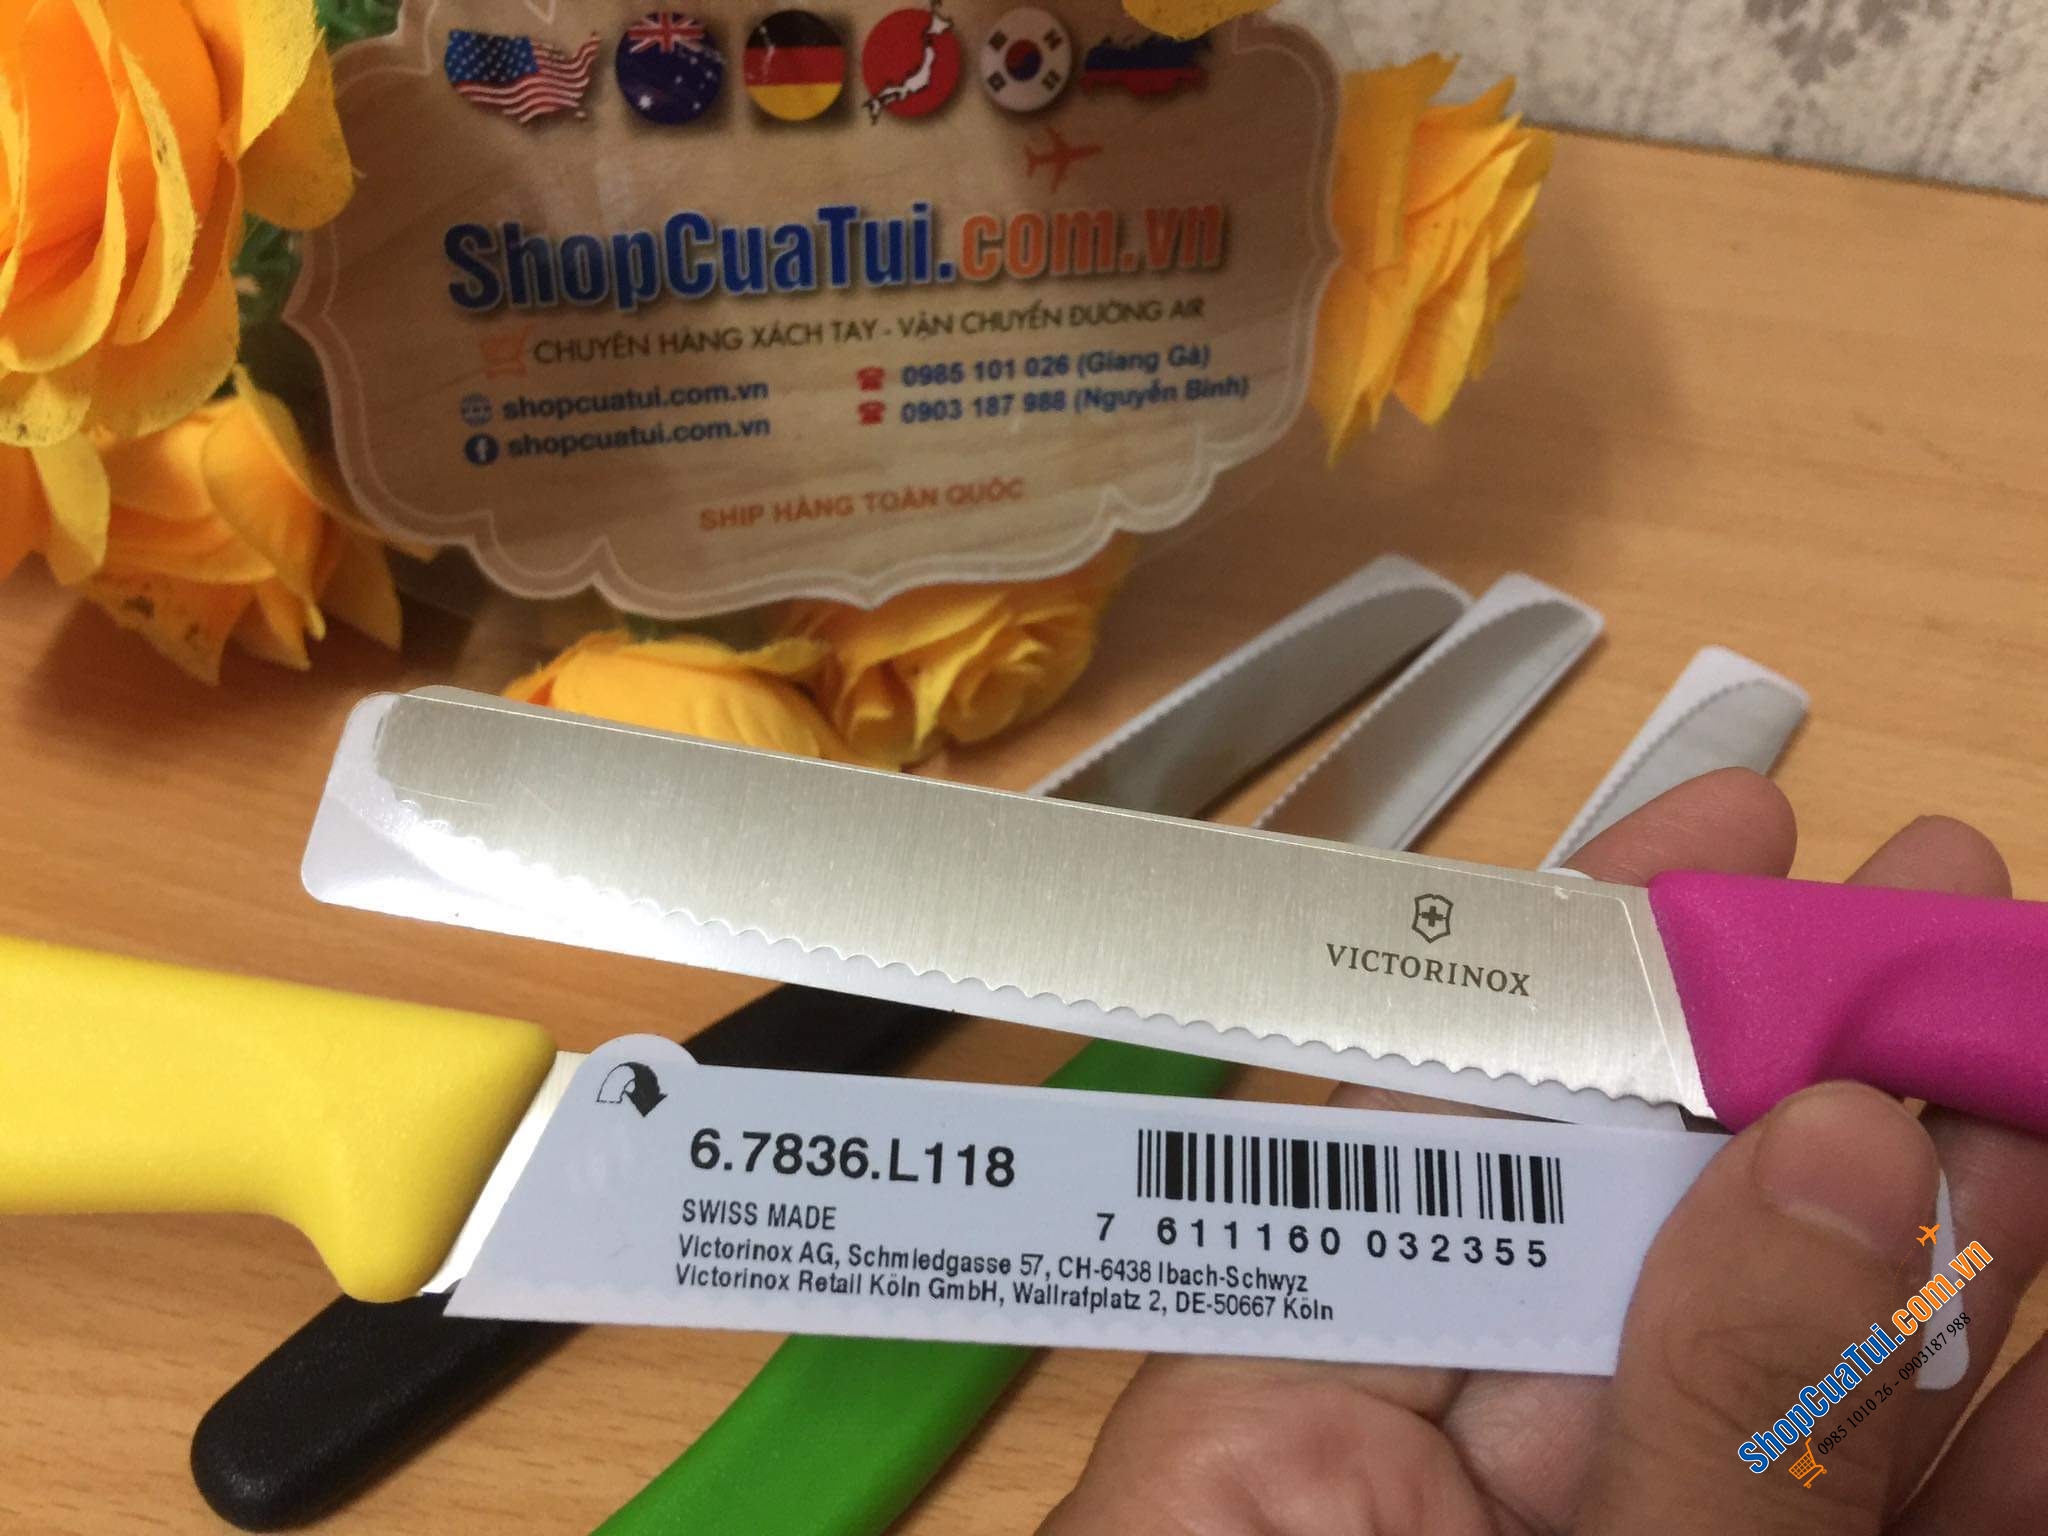 ShopCuaTui.com.vn
CHUYÊN HÀNG XÁCH TAY - VẬN CHUYỂN ĐƯỜNG AIR
shopcuatui.com.vn
0985 101 026 (Giang Gà)
shopcuatui.com.vn
0903 187 988 (Nguyễn Bình)
SHIP HÀNG TOÀN QUỐC
VICTORINOX
6.7836.L118
SWISS MADE
Victorinox AG, Schmiedgasse 57, CH-6438 Ibach-Schwyz
Victorinox Retail Köln GmbH, Wallrafplatz 2, DE-50667 Köln
7 611160 032355
ShopCuaTui.com.vn
0985 1010 26 - 0903187 988